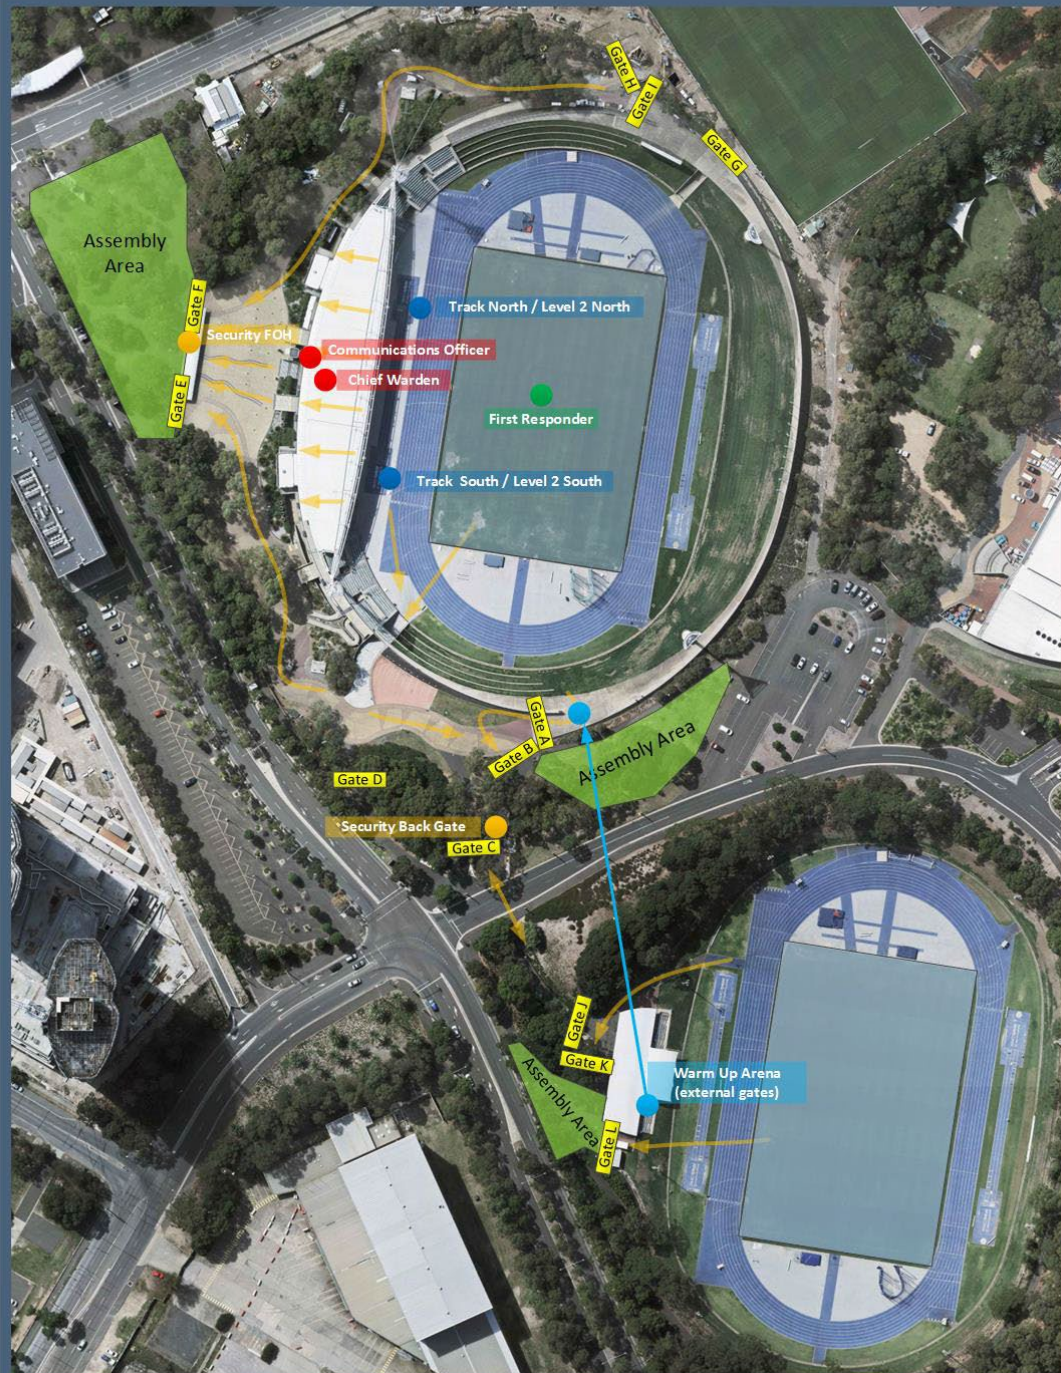 Gate H
Gate I
Gate G
Assembly
Area
Gate F
Track North / Level 2 North
Security FOH
Communications Officer
Chief Warden
Gate E
First Responder
Track South / Level 2 South
Gate A
Gate B
Assembly Area
Gate D
Security Back Gate
Gate C
Gate J
Gate K
Assembly Area
Warm Up Arena
(external gates)
Gate L